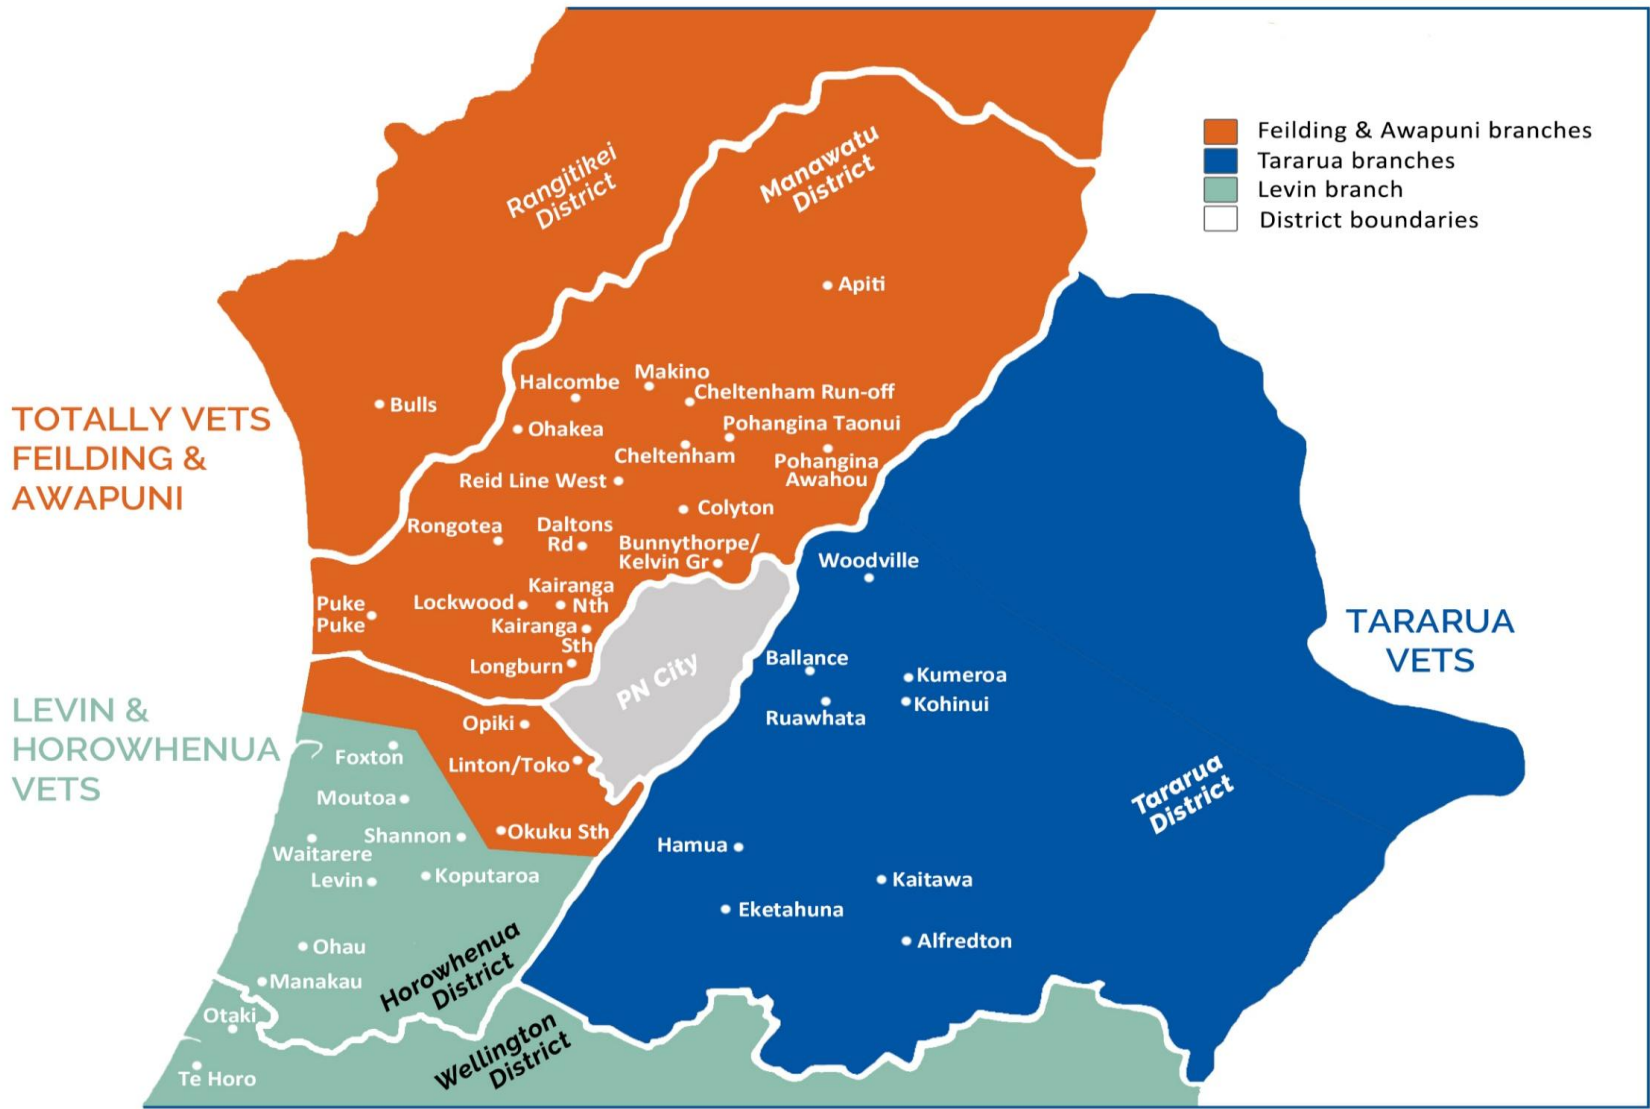 Feilding & Awapuni branches
Tararua branches
Levin branch
District boundaries
Rangitikei
District
Manawatu
District
Apiti
Makino
Halcombe
Cheltenham Run-off
Bulls
TOTALLY VETS
FEILDING &
AWAPUNI
Ohakea
Pohangina Taonui
Cheltenham
Pohangina
Awahou
Reid Line West
Colyton
Rongotea
Daltons
Rd
Bunnythorpe/
Kelvin Gr
Woodville
Kairanga
Nth
Lockwood
Puke
Puke
Kairanga
Sth
Longburn
PN City
TARARUA
VETS
Ballance
Kumeroa
Kohinui
Ruawhata
LEVIN &
HOROWHENUA
VETS
Opiki
Foxton
Linton/Toko
Moutoa
Tararua
District
Shannon
Okuku Sth
Waitarere
Hamua
Levin
Koputaroa
Kaitawa
Eketahuna
Ohau
Alfredton
Horowhenua
District
Manakau
Otaki
Wellington
District
Te Horo